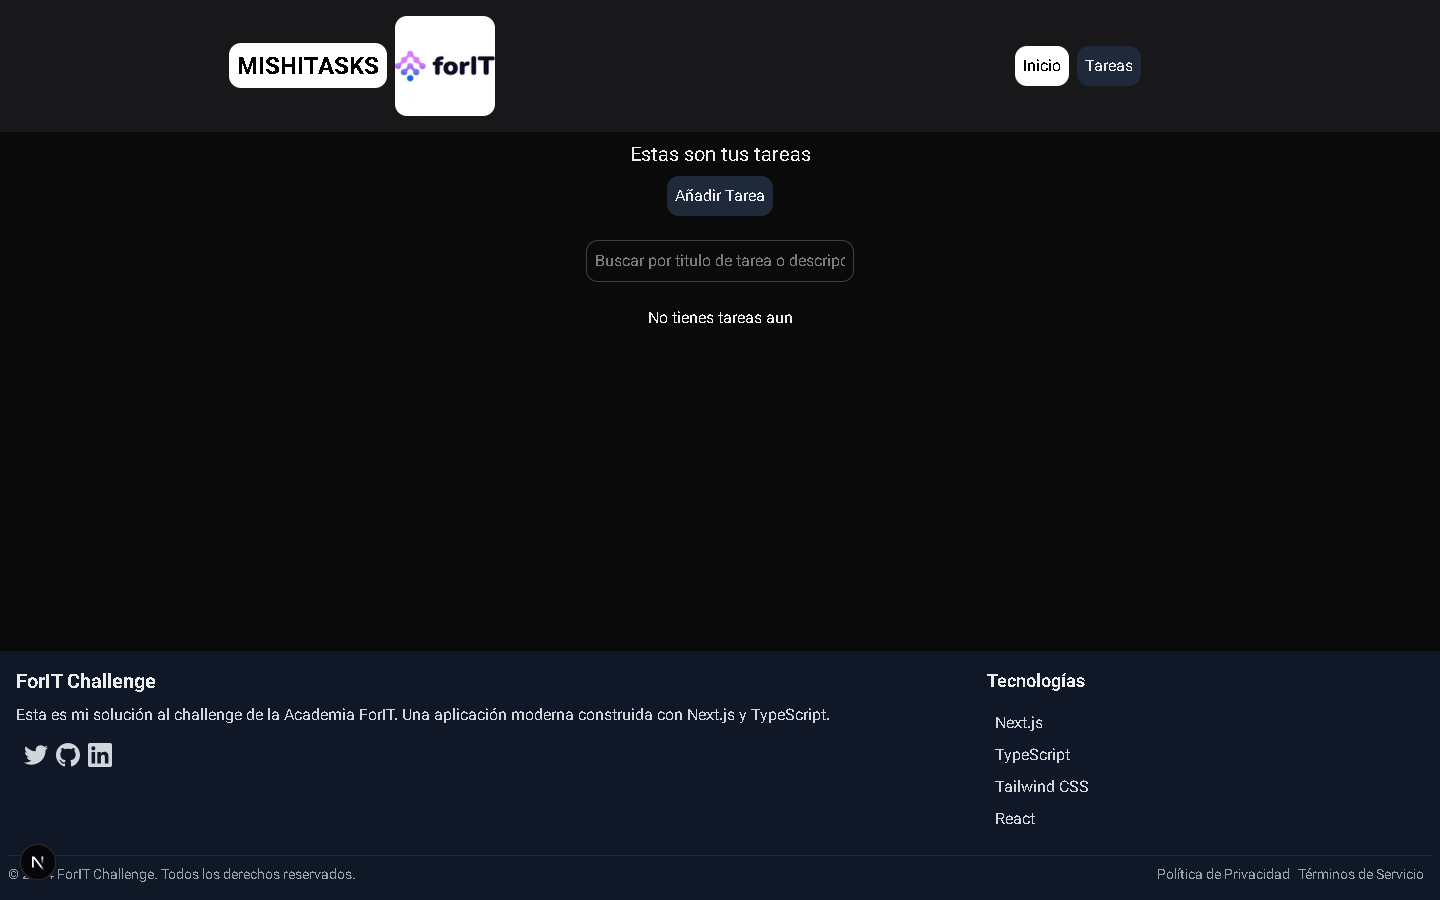 MISHITASKS
forIT
Inicio
Tareas
Estas son tus tareas
Añadir Tarea
Buscar por titulo de tarea o descripc
No tienes tareas aun
ForIT Challenge
Esta es mi solución al challenge de la Academia ForIT. Una aplicación moderna construida con Next.js y TypeScript.
Tecnologías
Next.js
TypeScript
Tailwind CSS
React
N
© ForIT Challenge. Todos los derechos reservados.
Política de Privacidad
Términos de Servicio